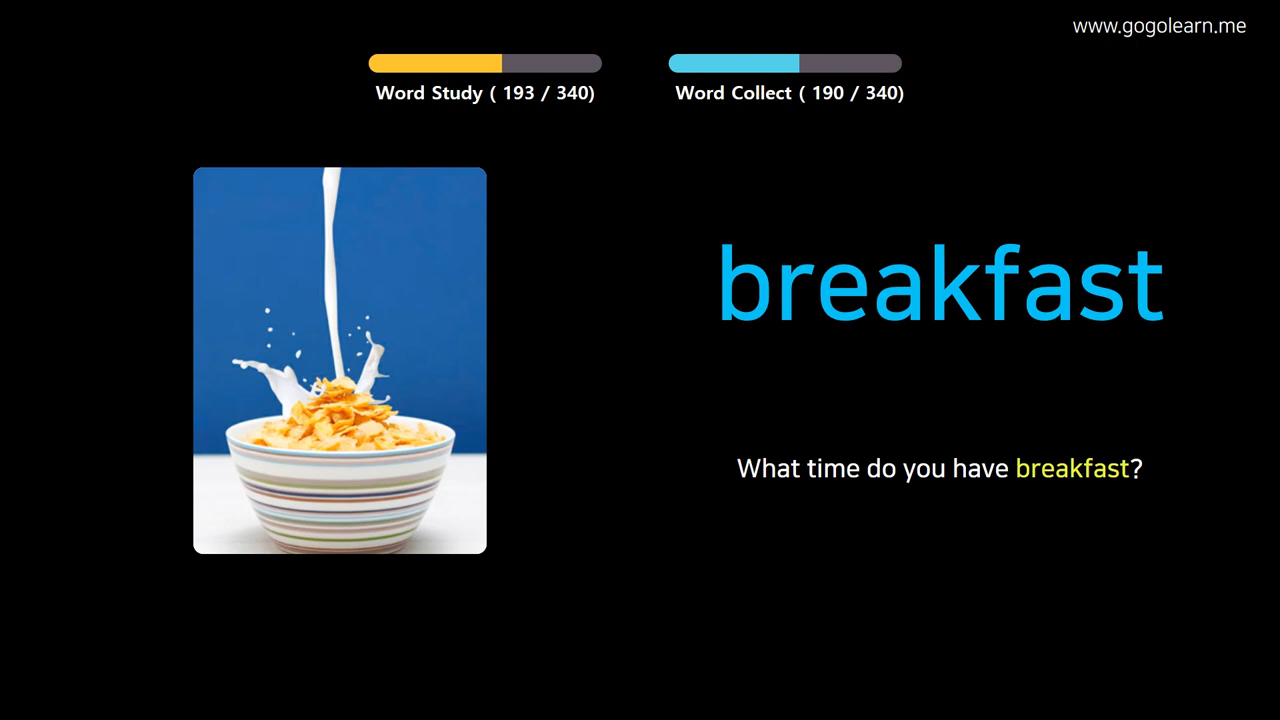 www.gogolearn.me
Word Study ( 193 / 340)
Word Collect ( 190 / 340)
breakfast
What time do you have breakfast?